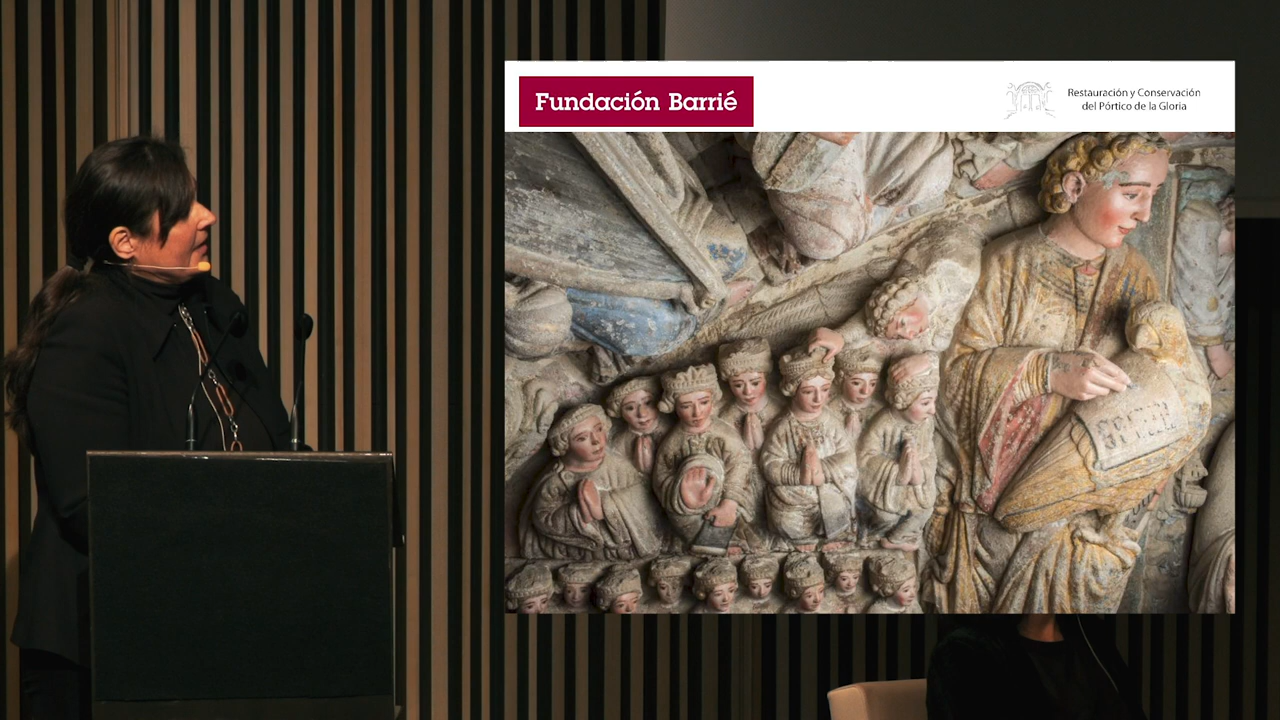 Fundación Barrié
Restauración y Conservación
del Pórtico de la Gloria